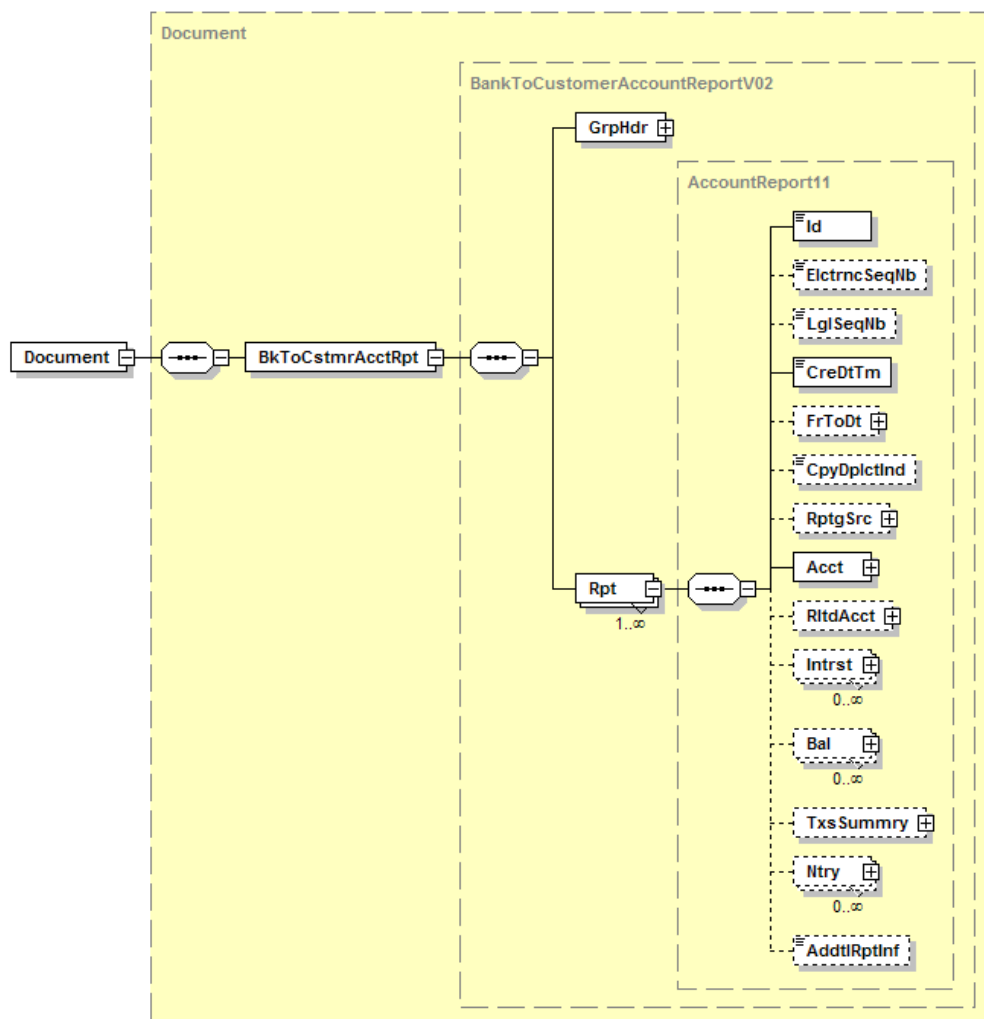 Document
BankToCustomerAccountReportV02
GrpHdr
AccountReport11
Id
ElctrncSeqNb
LglSeqNb
Document
BkToCstmrAcctRpt
CreDtTm
FrToDt
CpyDplctInd
RptgSrc
Rpt
1..∞
Acct
RltdAcct
Intrst
0..∞
Bal
0..∞
TxsSummry
Ntry
0..∞
AddtlRptInf